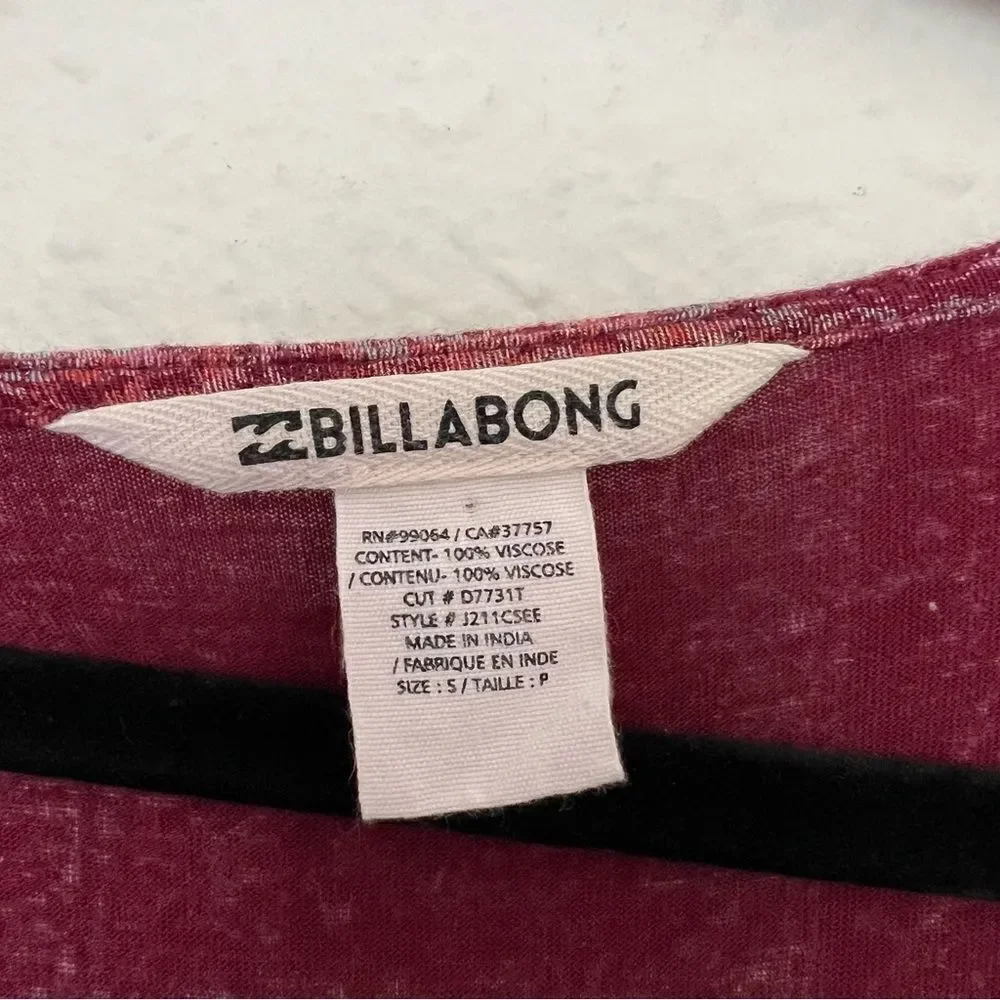 BILLABONG
RN#99064 / CA#37757
CONTENT- 100% VISCOSE
/ CONTENU- 100% VISCOSE
CUT # D7731T
STYLE # J211CSEE
MADE IN INDIA
/ FABRIQUE EN INDE
SIZE : S / TAILLE : P